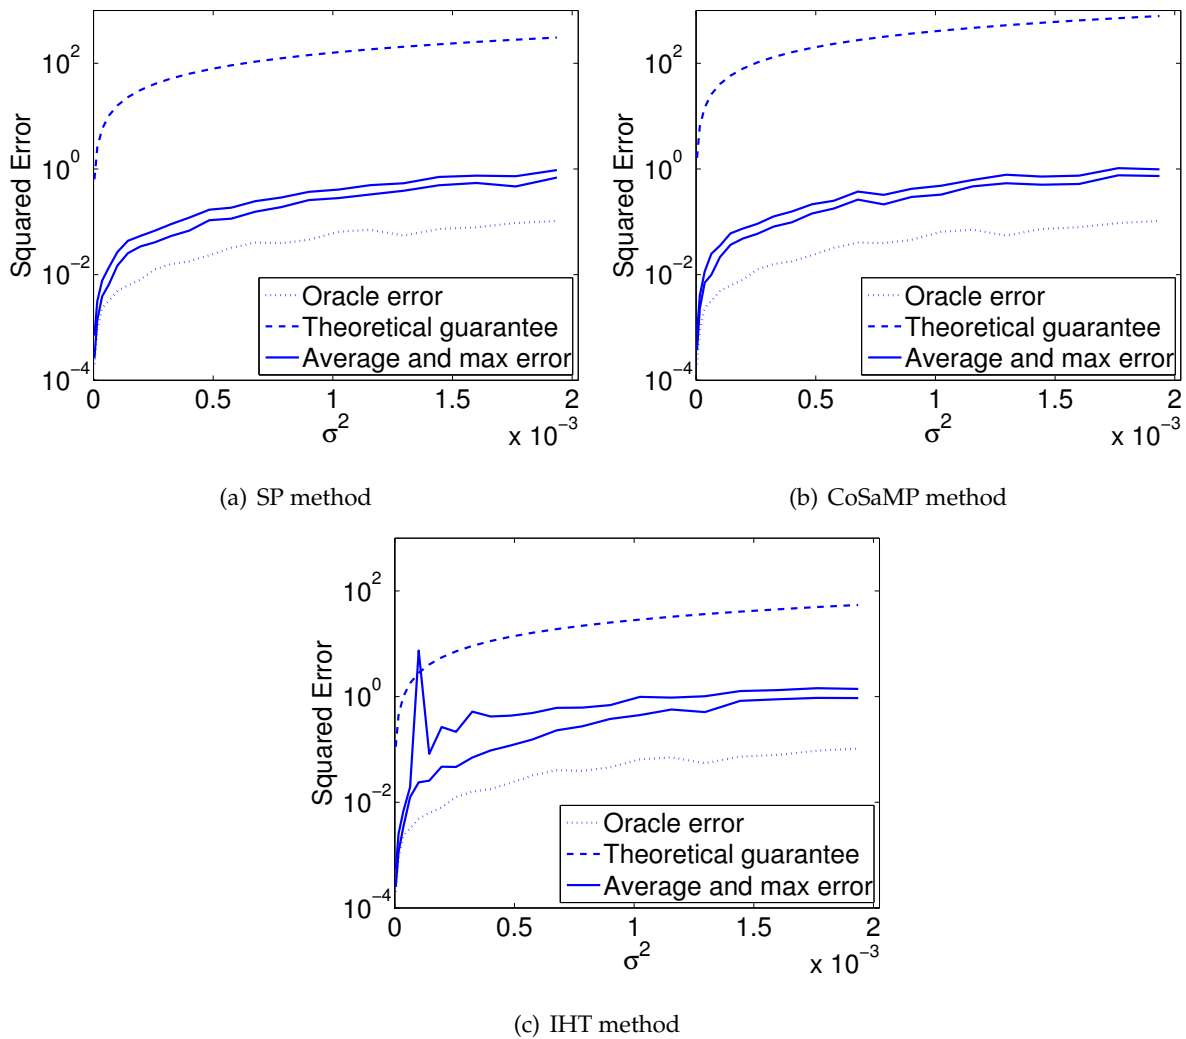 Squared Error
10^2
10^0
10^−2
10^−4
Oracle error
Theoretical guarantee
Average and max error
0 0.5 1 1.5 2
σ^2
x 10^−3
(a) SP method
Squared Error
10^2
10^0
10^−2
10^−4
Oracle error
Theoretical guarantee
Average and max error
0 0.5 1 1.5 2
σ^2
x 10^−3
(b) CoSaMP method
Squared Error
10^2
10^0
10^−2
10^−4
Oracle error
Theoretical guarantee
Average and max error
0 0.5 1 1.5 2
σ^2
x 10^−3
(c) IHT method